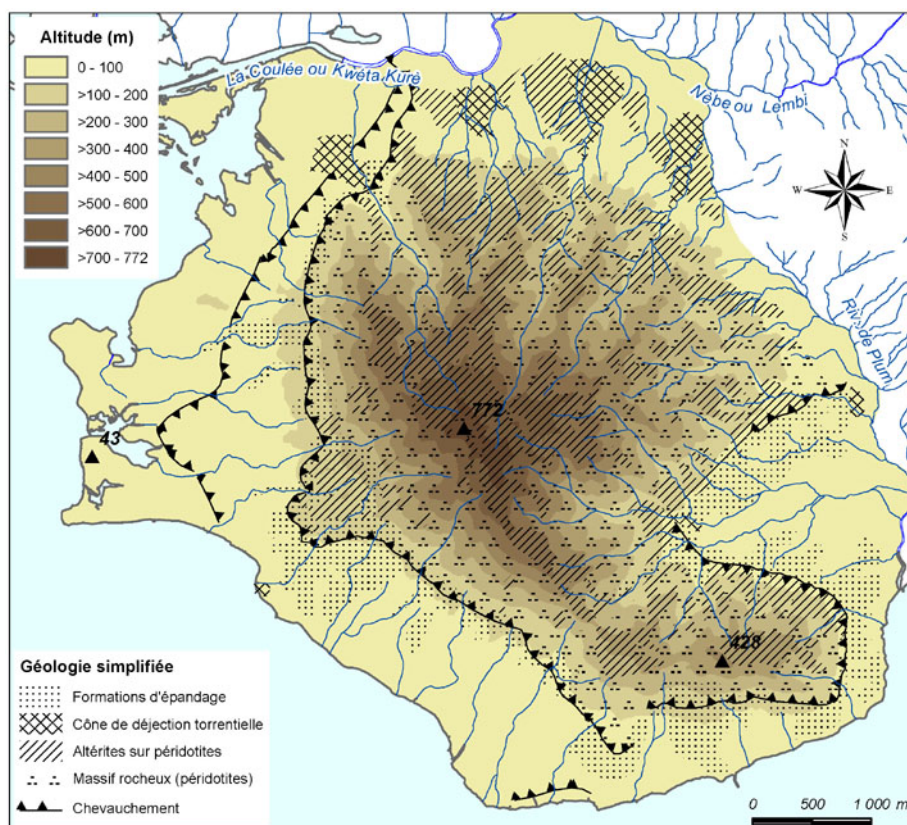 Altitude (m)
0 - 100
>100 - 200
>200 - 300
>300 - 400
>400 - 500
>500 - 600
>600 - 700
>700 - 772
La Coulée ou Kwéta Kuré
Nëbe ou Lembi
N
W
E
S
Riv. de Plum
772
43
428
Géologie simplifiée
Formations d'épandage
Cône de déjection torrentielle
Altérites sur péridotites
Massif rocheux (péridotites)
Chevauchement
0 500 1 000 m